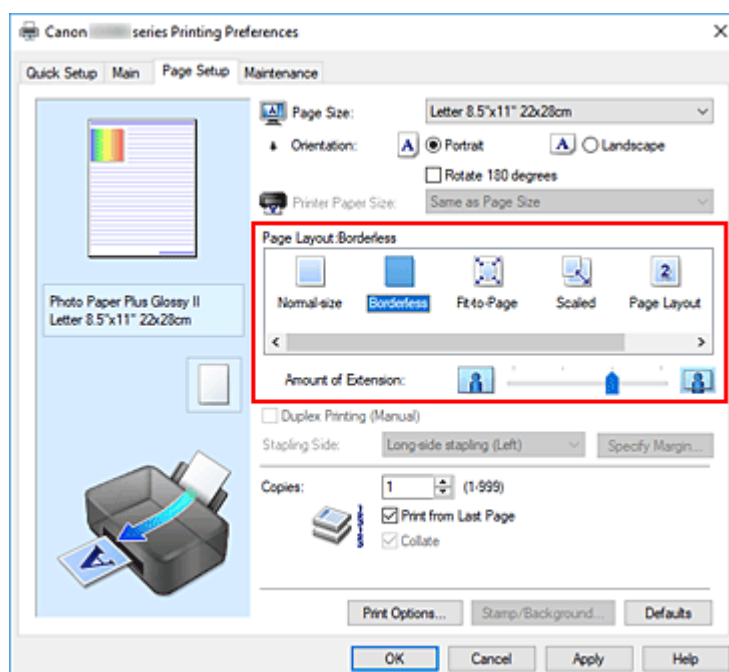 Canon series Printing Preferences
Quick Setup Main Page Setup Maintenance
Page Size: Letter 8.5"x11" 22x28cm
Orientation: A Portrait A Landscape
Rotate 180 degrees
Printer Paper Size: Same as Page Size
Page Layout:Borderless
2
Normal-size Borderless Fit-to-Page Scaled Page Layout
Photo Paper Plus Glossy II
Letter 8.5"x11" 22x28cm
Amount of Extension:
Duplex Printing (Manual)
Stapling Side: Long-side stapling (Left) Specify Margin...
Copies: 1 (1-999)
Print from Last Page
Collate
A
Print Options... Stamp/Background... Defaults
OK Cancel Apply Help